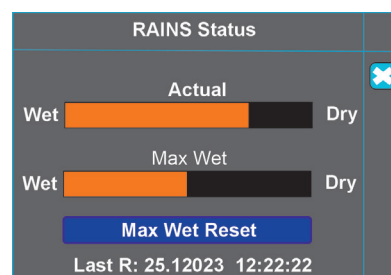 RAINS Status
Actual
Wet Dry
Max Wet
Wet Dry
Max Wet Reset
Last R: 25.12023 12:22:22